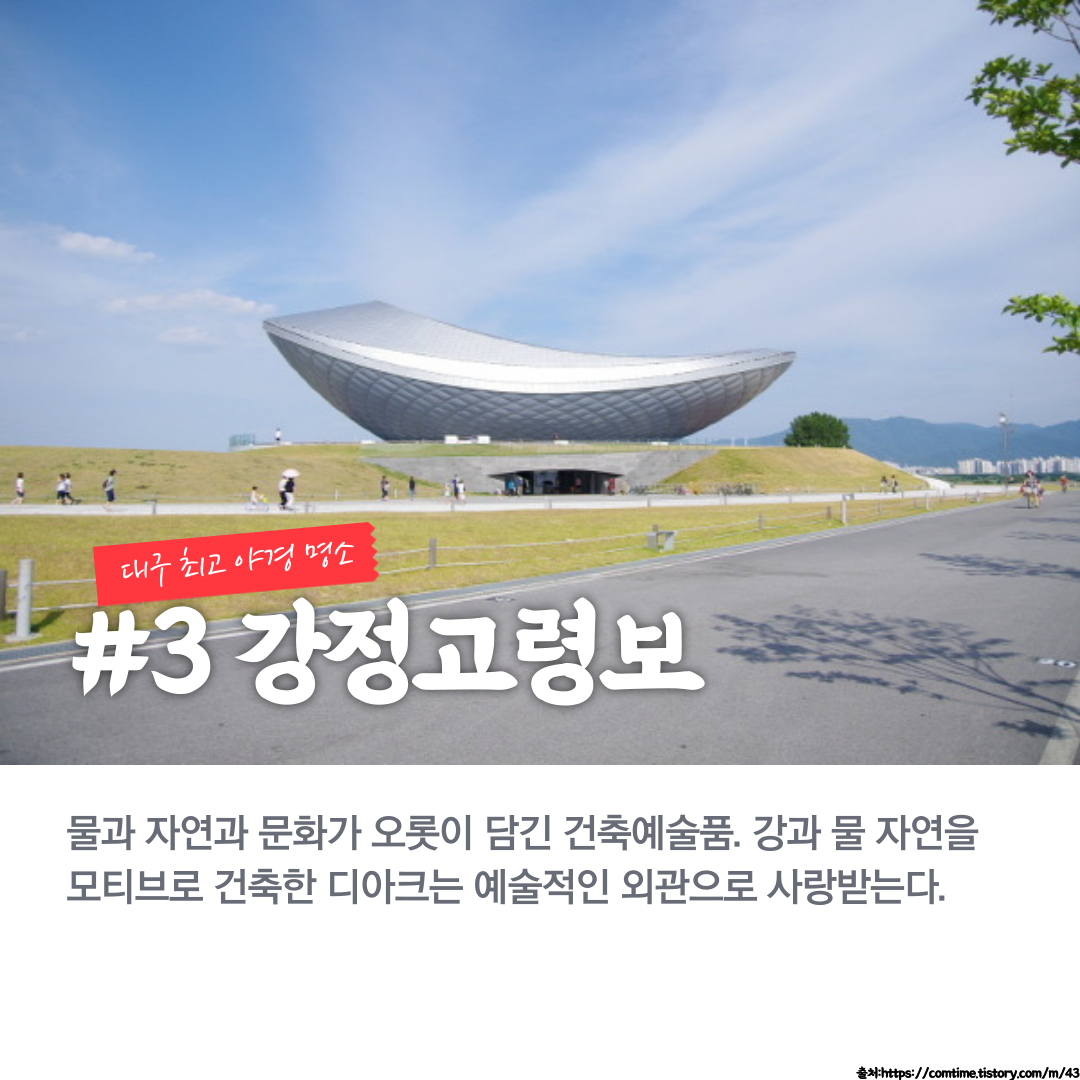 대구 최고 야경 명소
#3 강정고령보
물과 자연과 문화가 오롯이 담긴 건축예술품. 강과 물 자연을
모티브로 건축한 디아크는 예술적인 외관으로 사랑받는다.
출처:https://comtime.tistory.com/m/43